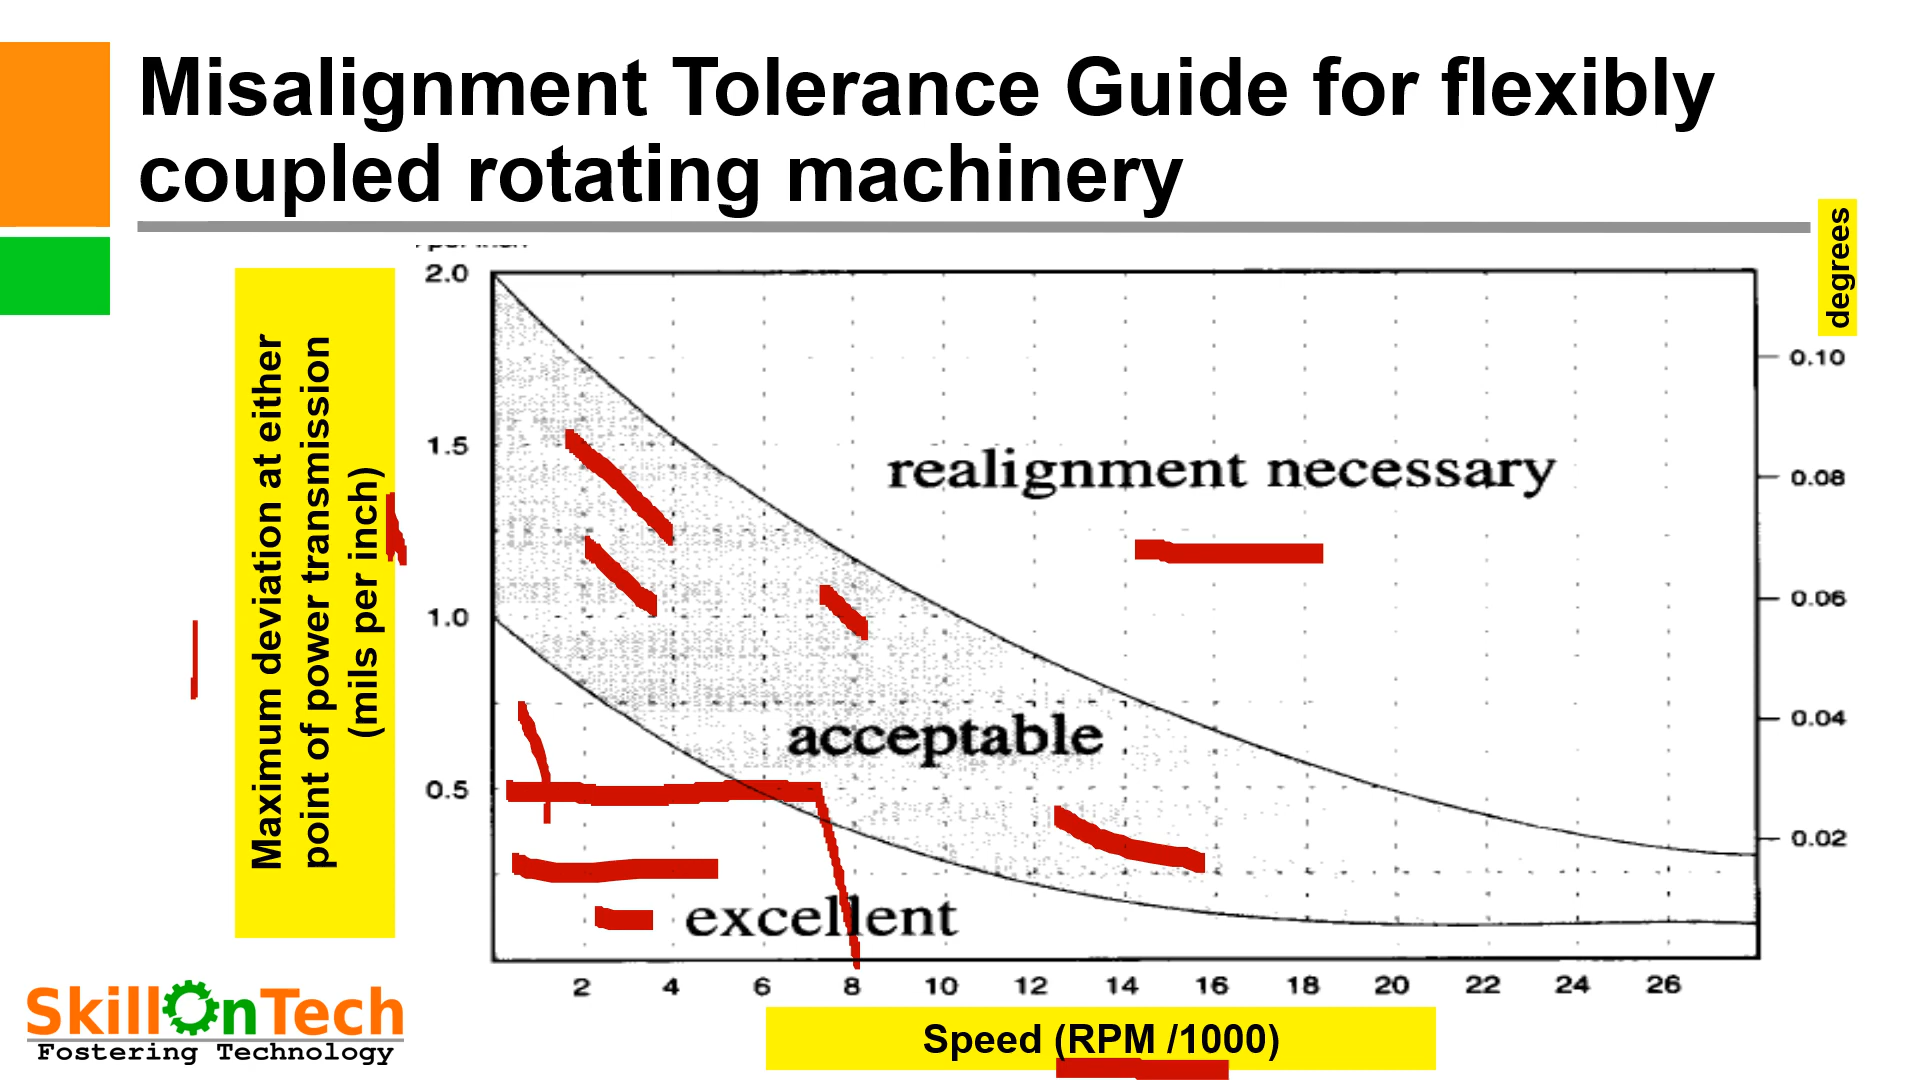 Misalignment Tolerance Guide for flexibly
coupled rotating machinery
degrees
Maximum deviation at either
point of power transmission
(mils per inch)
2.0
1.5
1.0
0.5
0.10
0.08
0.06
0.04
0.02
realignment necessary
acceptable
excellent
2 4 6 8 10 12 14 16 18 20 22 24 26
Speed (RPM /1000)
SkillOnTech
Fostering Technology